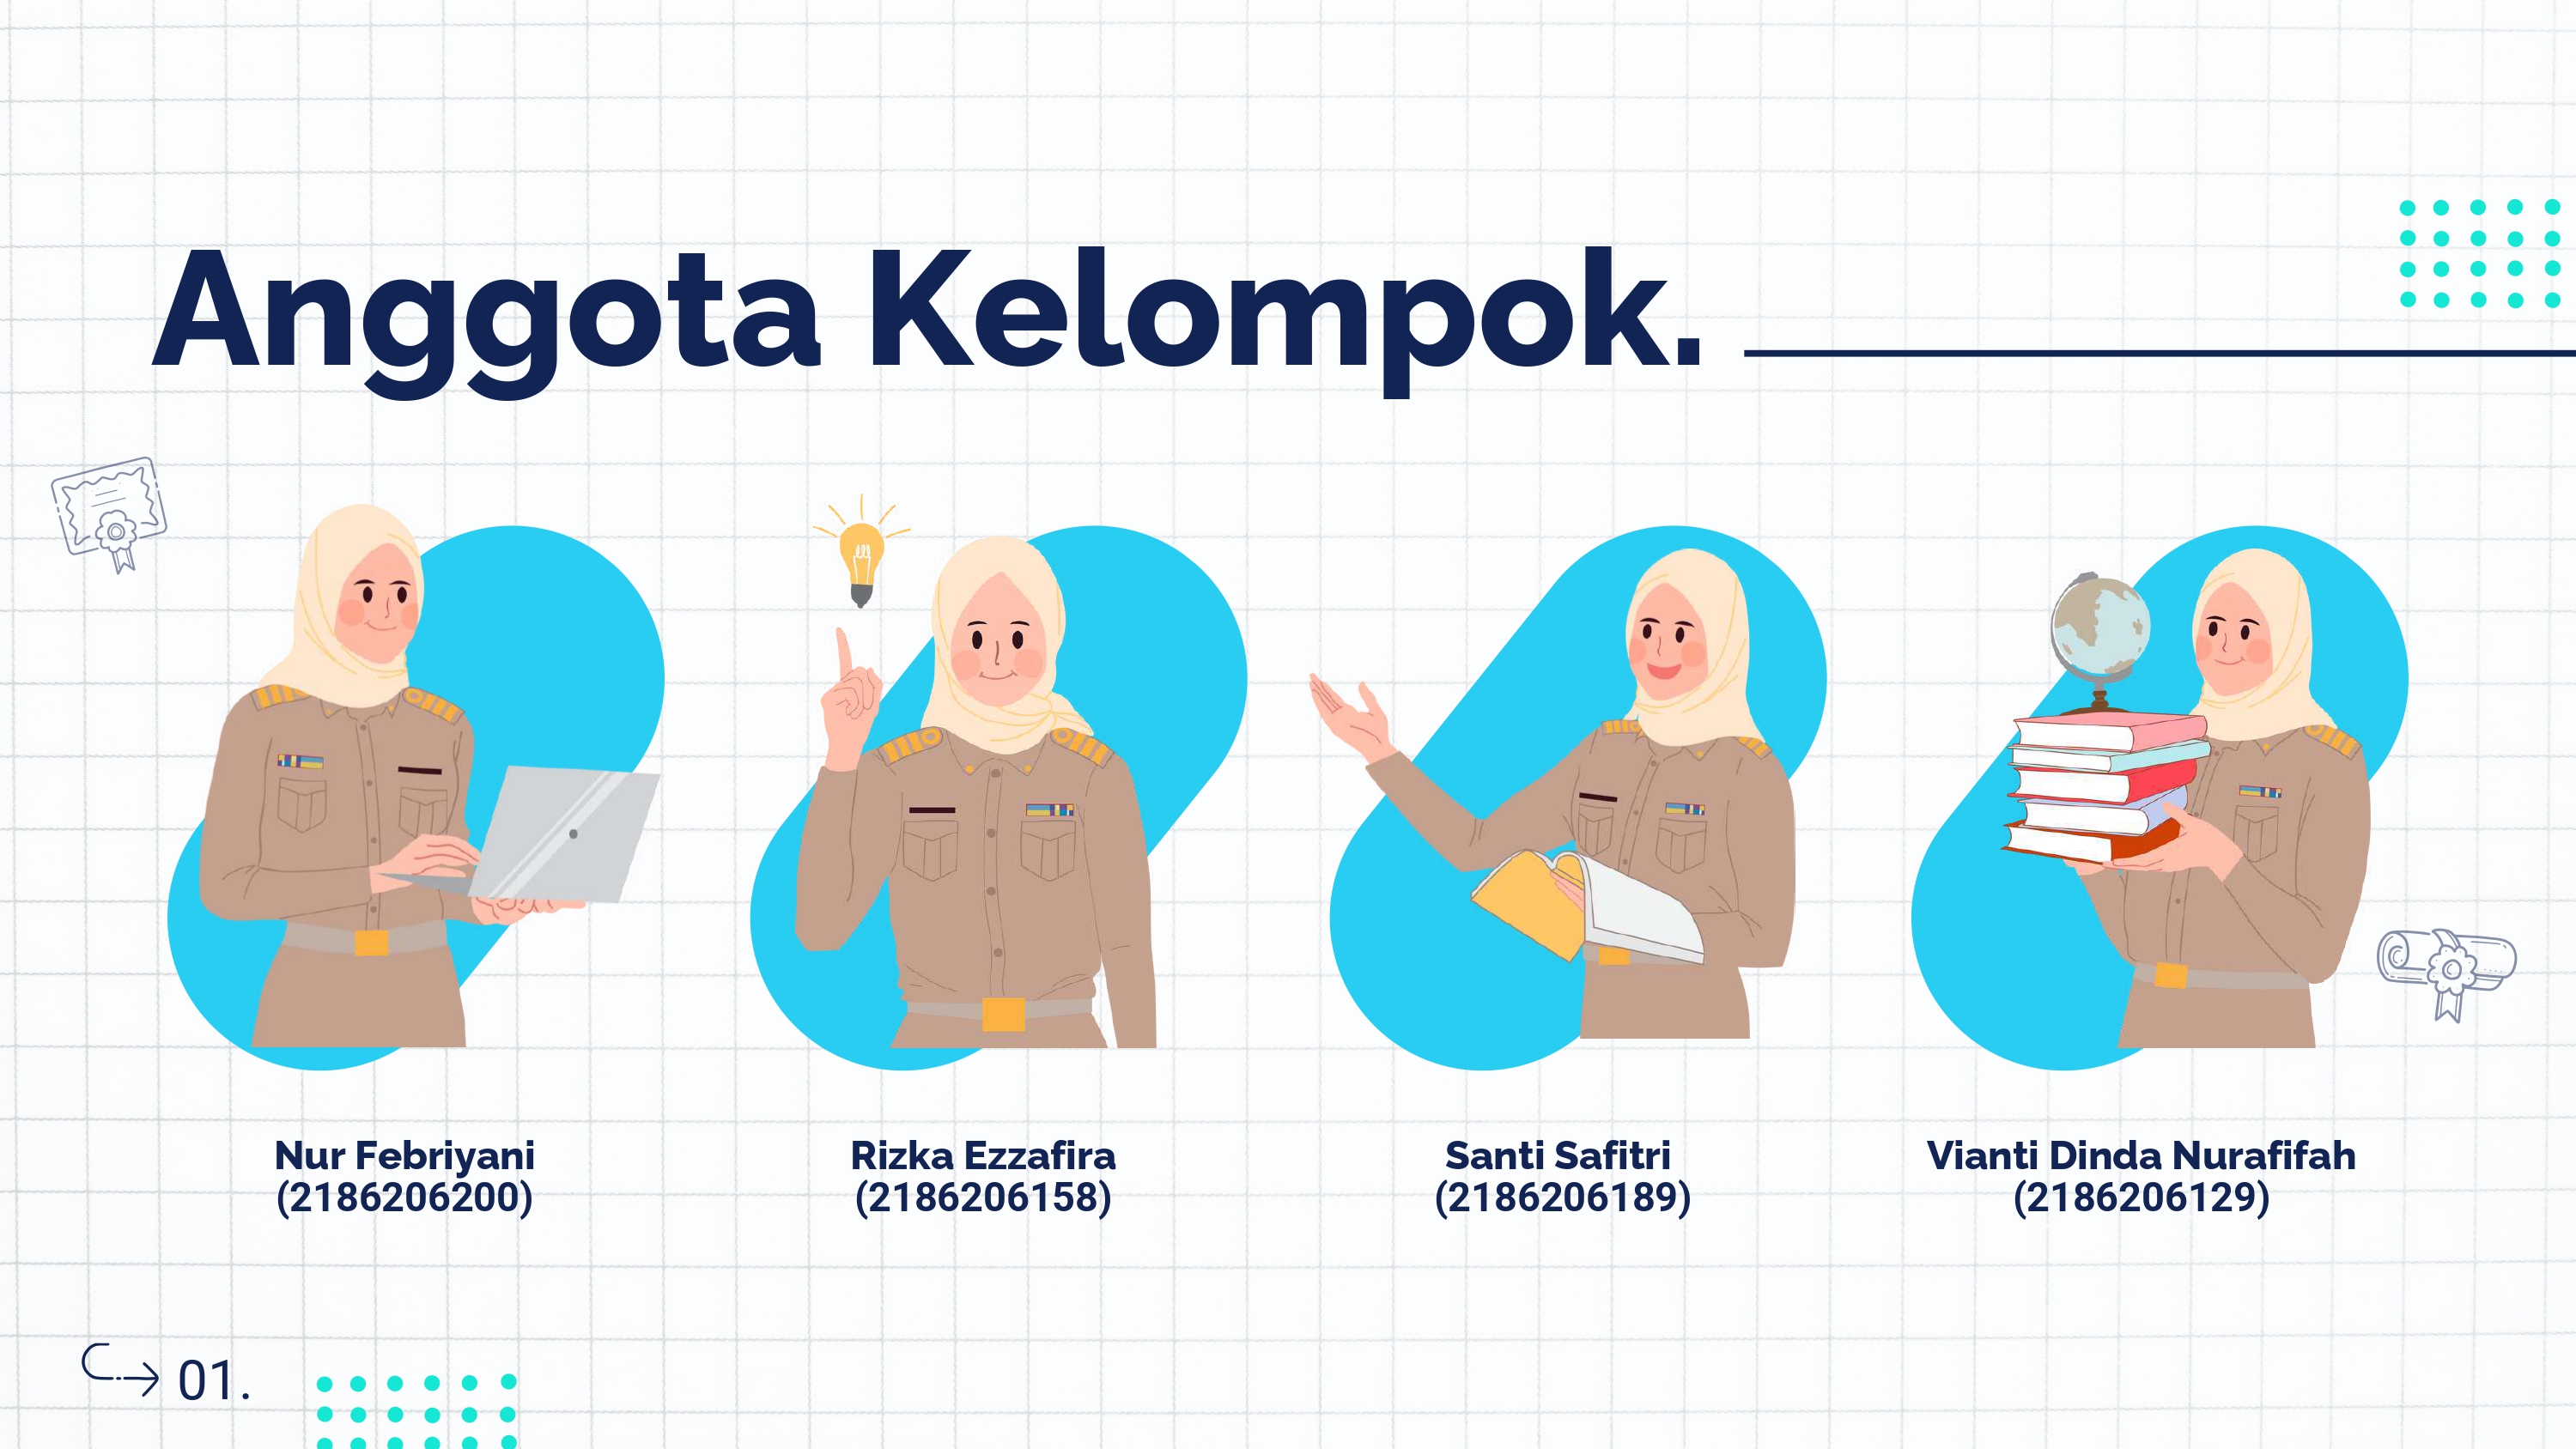 Anggota Kelompok.
Nur Febriyani
(2186206200)
Rizka Ezzafira
(2186206158)
Santi Safitri
(2186206189)
Vianti Dinda Nurafifah
(2186206129)
01.